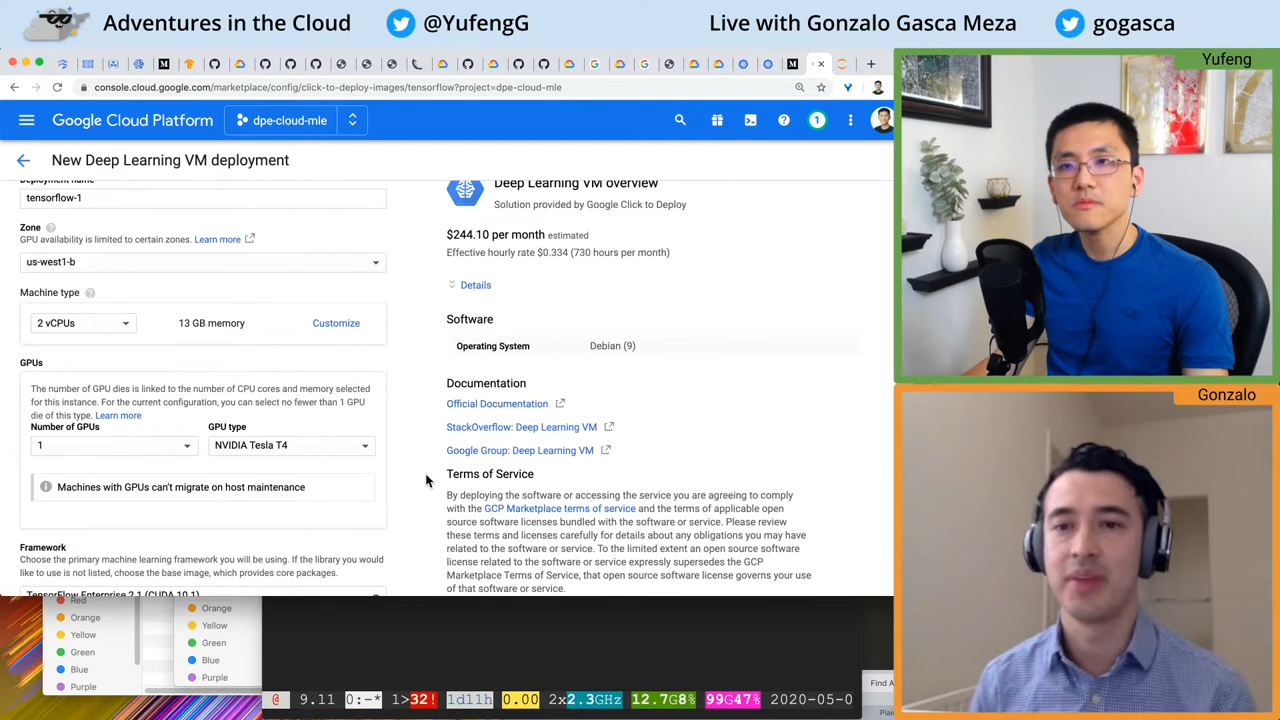 Adventures in the Cloud
@YufengG
Live with Gonzalo Gasca Meza
gogasca
console.cloud.google.com/marketplace/config/click-to-deploy-images/tensorflow?project=dpe-cloud-mle
Google Cloud Platform
dpe-cloud-mle
1
New Deep Learning VM deployment
Deployment name
tensorflow-1
Zone
GPU availability is limited to certain zones. Learn more
us-west1-b
Machine type
2 vCPUs
13 GB memory
Customize
GPUs
The number of GPU dies is linked to the number of CPU cores and memory selected
for this instance. For the current configuration, you can select no fewer than 1 GPU
die of this type. Learn more
Number of GPUs
GPU type
1
NVIDIA Tesla T4
Machines with GPUs can't migrate on host maintenance
Framework
Choose the primary machine learning framework you will be using. If the library you would
like to use is not listed, choose the base image, which provides core packages.
TensorFlow Enterprise 2.1 (CUDA 10.1)
Deep Learning VM overview
Solution provided by Google Click to Deploy
$244.10 per month estimated
Effective hourly rate $0.334 (730 hours per month)
Details
Software
Operating System
Debian (9)
Documentation
Official Documentation
StackOverflow: Deep Learning VM
Google Group: Deep Learning VM
Terms of Service
By deploying the software or accessing the service you are agreeing to comply
with the GCP Marketplace terms of service and the terms of applicable open
source software licenses bundled with the software or service. Please review
these terms and licenses carefully for details about any obligations you may have
related to the software or service. To the limited extent an open source software
license related to the software or service expressly supersedes the GCP
Marketplace Terms of Service, that open source software license governs your use
of that software or service.
Yufeng
Gonzalo
Red
Orange
Yellow
Green
Blue
Purple
Orange
Yellow
Green
Blue
Purple
@ 9.11 0:-* 1>32! 1d11h 0.00 2x2.3GHz 12.7G8% 99G47% 2020-05-0
Find A
Plain